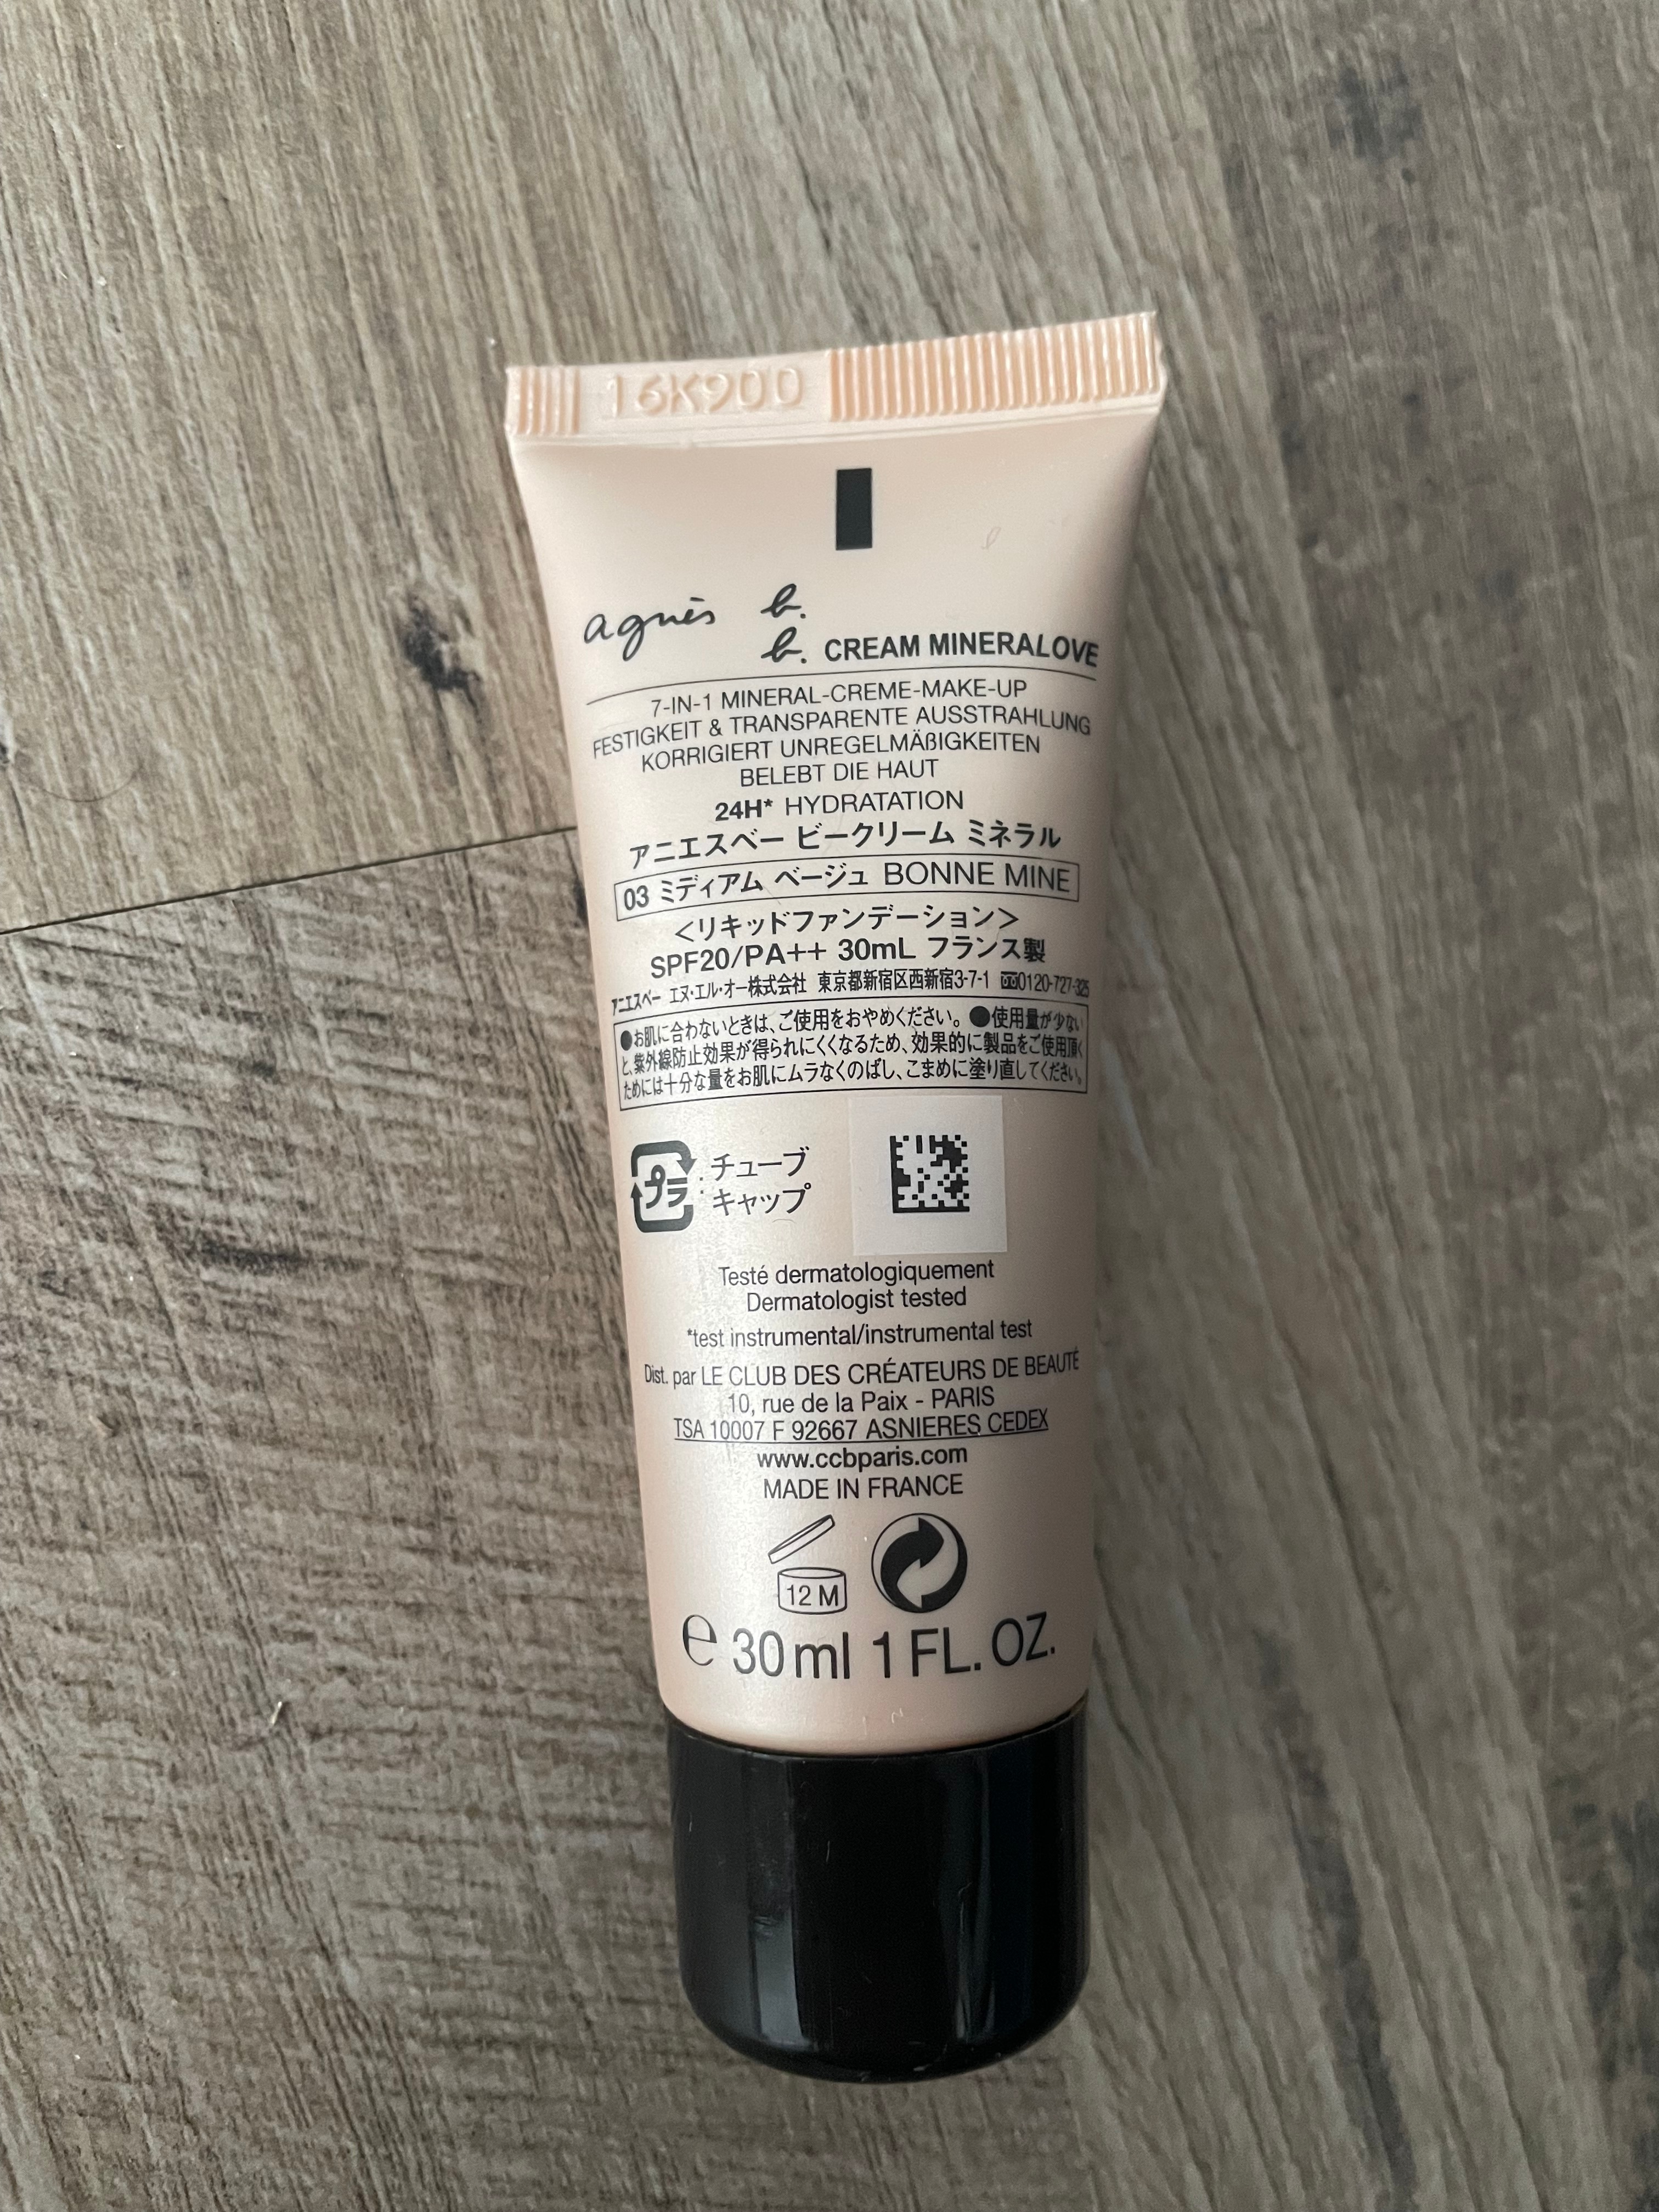 16K900
agnès b.
b. CREAM MINERALOVE
7-IN-1 MINERAL-CREME-MAKE-UP
FESTIGKEIT & TRANSPARENTE AUSSTRAHLUNG
KORRIGIERT UNREGELMÄßIGKEITEN
BELEBT DIE HAUT
24H* HYDRATATION
アニエスベー ビークリーム ミネラル
03 ミディアム ベージュ BONNE MINE
<リキッドファンデーション>
SPF20/PA++ 30mL フランス製
アニエスベー エヌ・エル・オー株式会社 東京都新宿区西新宿3-7-1 ☎0120-727-325
●お肌に合わないときは、ご使用をおやめください。●使用量が少ない
と、紫外線防止効果が得られにくくなるため、効果的に製品をご使用頂く
ためには十分な量をお肌にムラなくのばし、こまめに塗り直してください。
プラ : チューブ
: キャップ
Testé dermatologiquement
Dermatologist tested
*test instrumental/instrumental test
Dist. par LE CLUB DES CRÉATEURS DE BEAUTÉ
10, rue de la Paix - PARIS
TSA 10007 F 92667 ASNIERES CEDEX
www.ccbparis.com
MADE IN FRANCE
12 M
e 30ml 1 FL. OZ.